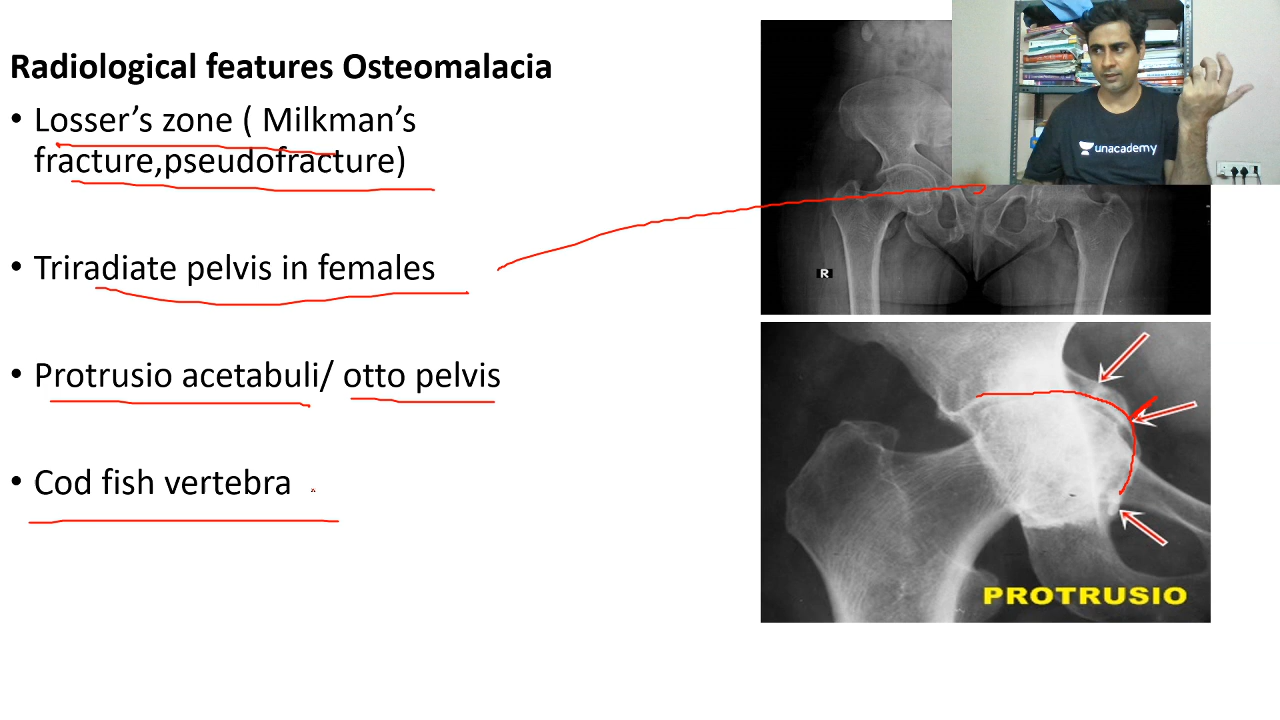 Radiological features Osteomalacia
• Losser’s zone ( Milkman’s
fracture,pseudofracture)
• Triradiate pelvis in females
• Protrusio acetabuli/ otto pelvis
• Cod fish vertebra
unacademy
R
PROTRUSIO